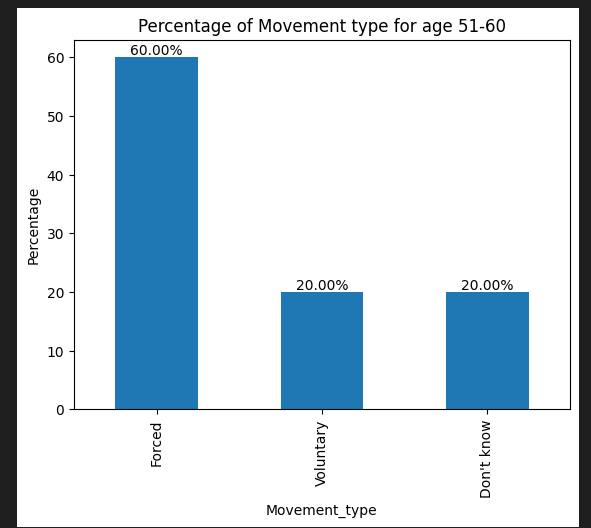 Percentage of Movement type for age 51-60
60.00%
20.00%
20.00%
60
50
40
30
20
10
0
Percentage
Forced
Voluntary
Don't know
Movement_type